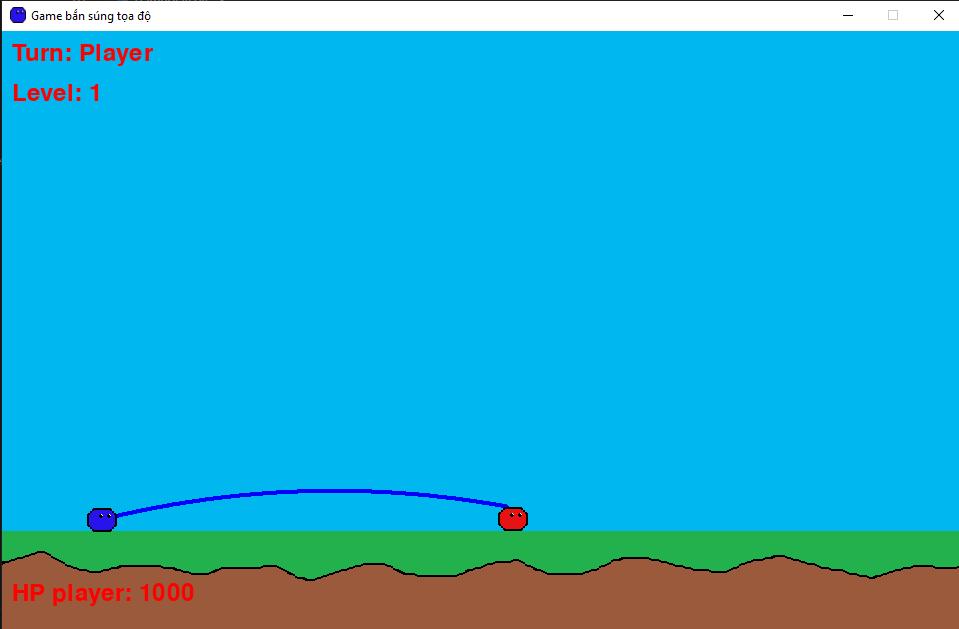 Game bắn súng tọa độ
Turn: Player
Level: 1
HP player: 1000